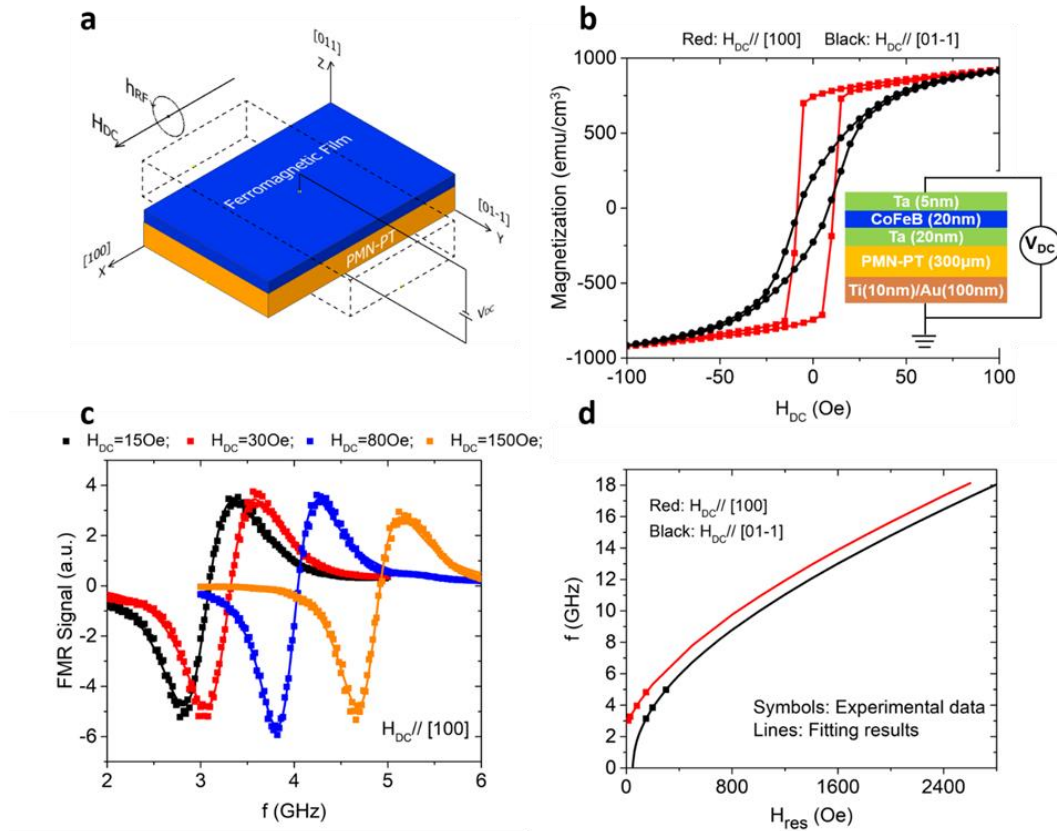 a
[011]
Z
hRF
HDC
Ferromagnetic Film
PMN-PT
[01-1]
Y
[100]
X
VDC
b
Red: HDC// [100] Black: HDC// [01-1]
1000
500
0
-500
-1000
Magnetization (emu/cm³)
-100 -50 0 50 100
HDC (Oe)
Ta (5nm)
CoFeB (20nm)
Ta (20nm)
PMN-PT (300μm)
Ti(10nm)/Au(100nm)
VDC
c
HDC=15Oe; HDC=30Oe; HDC=80Oe; HDC=150Oe;
4
2
0
-2
-4
-6
FMR Signal (a.u.)
HDC// [100]
2 3 4 5 6
f (GHz)
d
18
16
14
12
10
8
6
4
2
0
f (GHz)
Red: HDC// [100]
Black: HDC// [01-1]
Symbols: Experimental data
Lines: Fitting results
0 800 1600 2400
Hres (Oe)